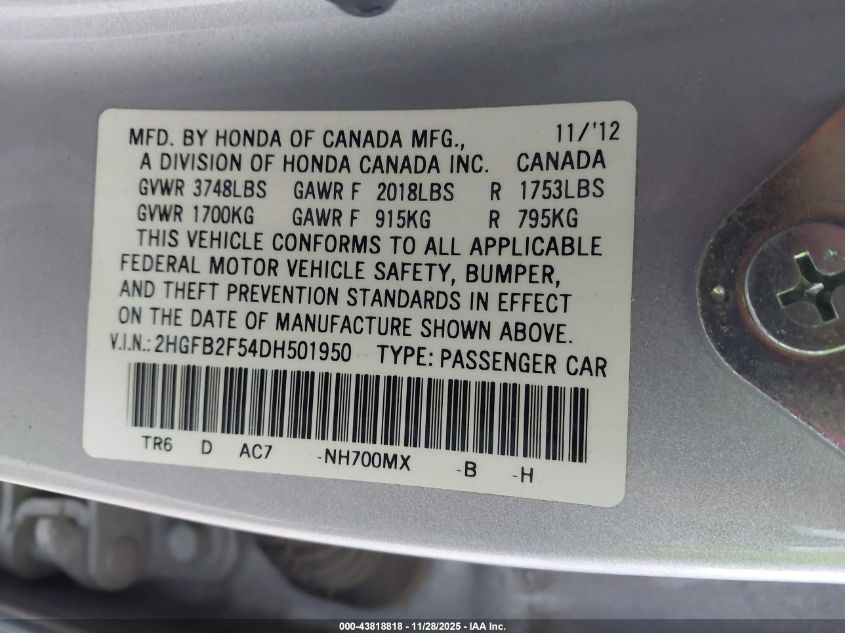 MFD. BY HONDA OF CANADA MFG., 11/'12
A DIVISION OF HONDA CANADA INC. CANADA
GVWR 3748LBS GAWR F 2018LBS R 1753LBS
GVWR 1700KG GAWR F 915KG R 795KG
THIS VEHICLE CONFORMS TO ALL APPLICABLE
FEDERAL MOTOR VEHICLE SAFETY, BUMPER,
AND THEFT PREVENTION STANDARDS IN EFFECT
ON THE DATE OF MANUFACTURE SHOWN ABOVE.
V.I.N.: 2HGFB2F54DH501950 TYPE: PASSENGER CAR
TR6 D AC7 -NH700MX -B -H
000-43818818 - 11/28/2025 - IAA Inc.